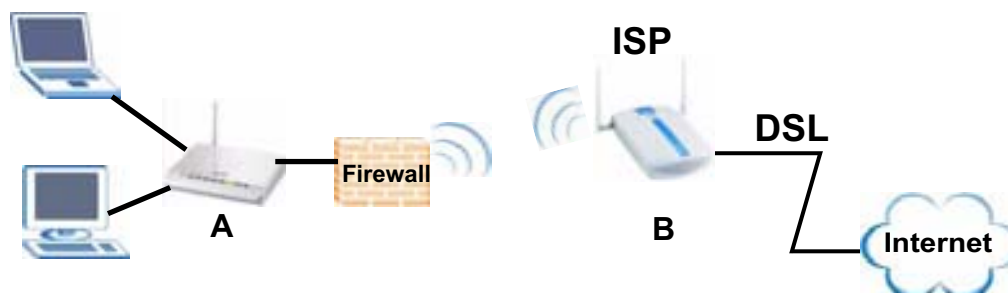 ISP
DSL
Firewall
A
B
Internet